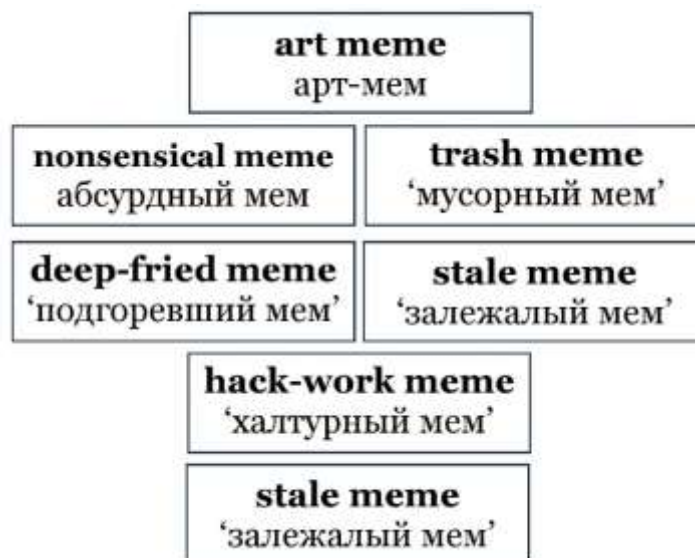 art meme
арт-мем
nonsensical meme
абсурдный мем
trash meme
‘мусорный мем’
deep-fried meme
‘подгоревший мем’
stale meme
‘залежалый мем’
hack-work meme
‘халтурный мем’
stale meme
‘залежалый мем’